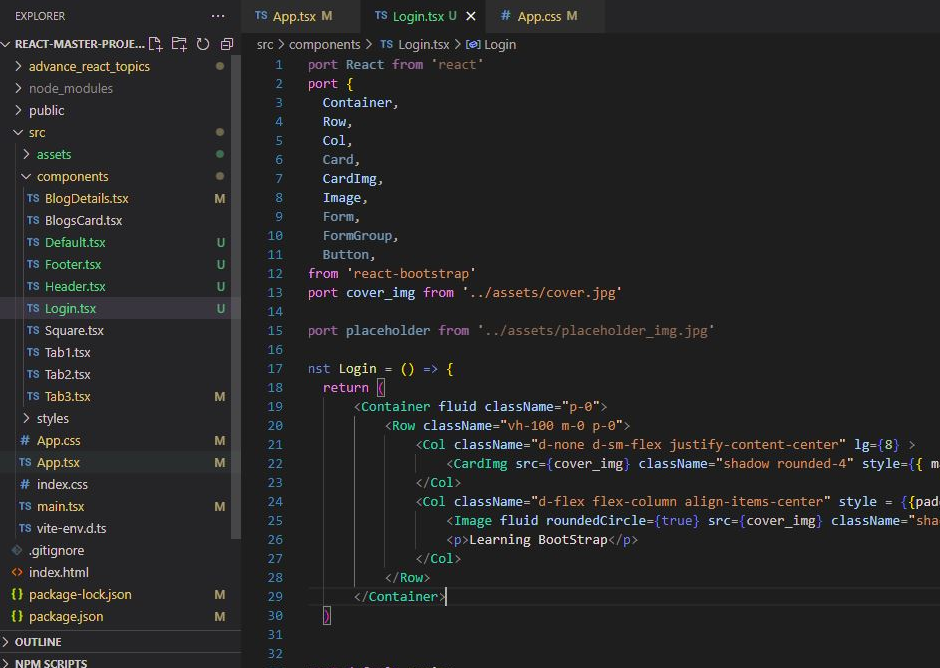 EXPLORER
REACT-MASTER-PROJE...
advance_react_topics
node_modules
public
src
assets
components
TS BlogDetails.tsx M
TS BlogsCard.tsx
TS Default.tsx U
TS Footer.tsx U
TS Header.tsx U
TS Login.tsx U
TS Square.tsx
TS Tab1.tsx
TS Tab2.tsx
TS Tab3.tsx M
styles
# App.css M
TS App.tsx M
# index.css
TS main.tsx M
TS vite-env.d.ts
.gitignore
<> index.html
{} package-lock.json M
{} package.json M
OUTLINE
NPM SCRIPTS
TS App.tsx M TS Login.tsx U # App.css M
src > components > TS Login.tsx > Login
1 port React from 'react'
2 port {
3 Container,
4 Row,
5 Col,
6 Card,
7 CardImg,
8 Image,
9 Form,
10 FormGroup,
11 Button,
12 from 'react-bootstrap'
13 port cover_img from '../assets/cover.jpg'
14
15 port placeholder from '../assets/placeholder_img.jpg'
16
17 nst Login = () => {
18 return (
19 <Container fluid className="p-0">
20 <Row className="vh-100 m-0 p-0">
21 <Col className="d-none d-sm-flex justify-content-center" lg={8} >
22 <CardImg src={cover_img} className="shadow rounded-4" style={{ m
23 </Col>
24 <Col className="d-flex flex-column align-items-center" style = {{pad
25 <Image fluid roundedCircle={true} src={cover_img} className="sha
26 <p>Learning BootStrap</p>
27 </Col>
28 </Row>
29 </Container>
30 )
31
32